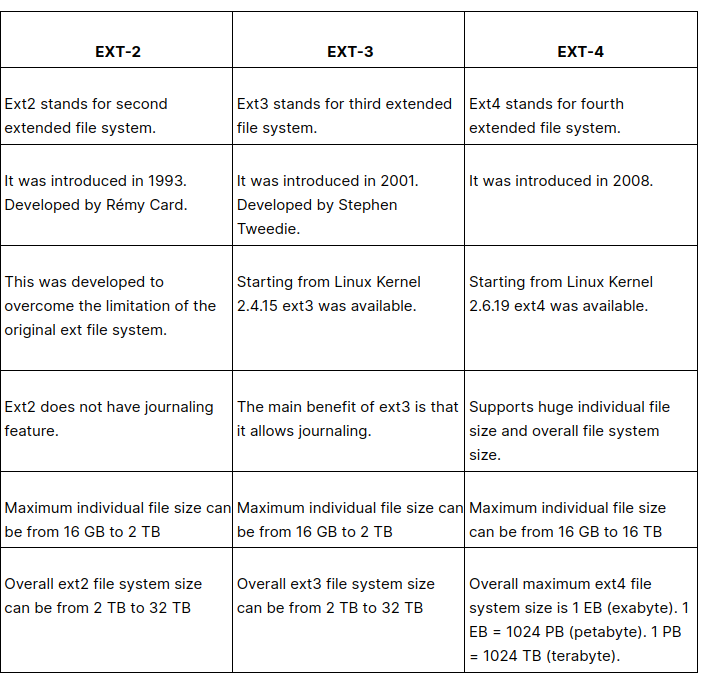 EXT-2
EXT-3
EXT-4
Ext2 stands for second
extended file system.
Ext3 stands for third extended
file system.
Ext4 stands for fourth
extended file system.
It was introduced in 1993.
Developed by Rémy Card.
It was introduced in 2001.
Developed by Stephen
Tweedie.
It was introduced in 2008.
This was developed to
overcome the limitation of the
original ext file system.
Starting from Linux Kernel
2.4.15 ext3 was available.
Starting from Linux Kernel
2.6.19 ext4 was available.
Ext2 does not have journaling
feature.
The main benefit of ext3 is that
it allows journaling.
Supports huge individual file
size and overall file system
size.
Maximum individual file size can
be from 16 GB to 2 TB
Maximum individual file size can
be from 16 GB to 2 TB
Maximum individual file size
can be from 16 GB to 16 TB
Overall ext2 file system size
can be from 2 TB to 32 TB
Overall ext3 file system size
can be from 2 TB to 32 TB
Overall maximum ext4 file
system size is 1 EB (exabyte). 1
EB = 1024 PB (petabyte). 1 PB
= 1024 TB (terabyte).